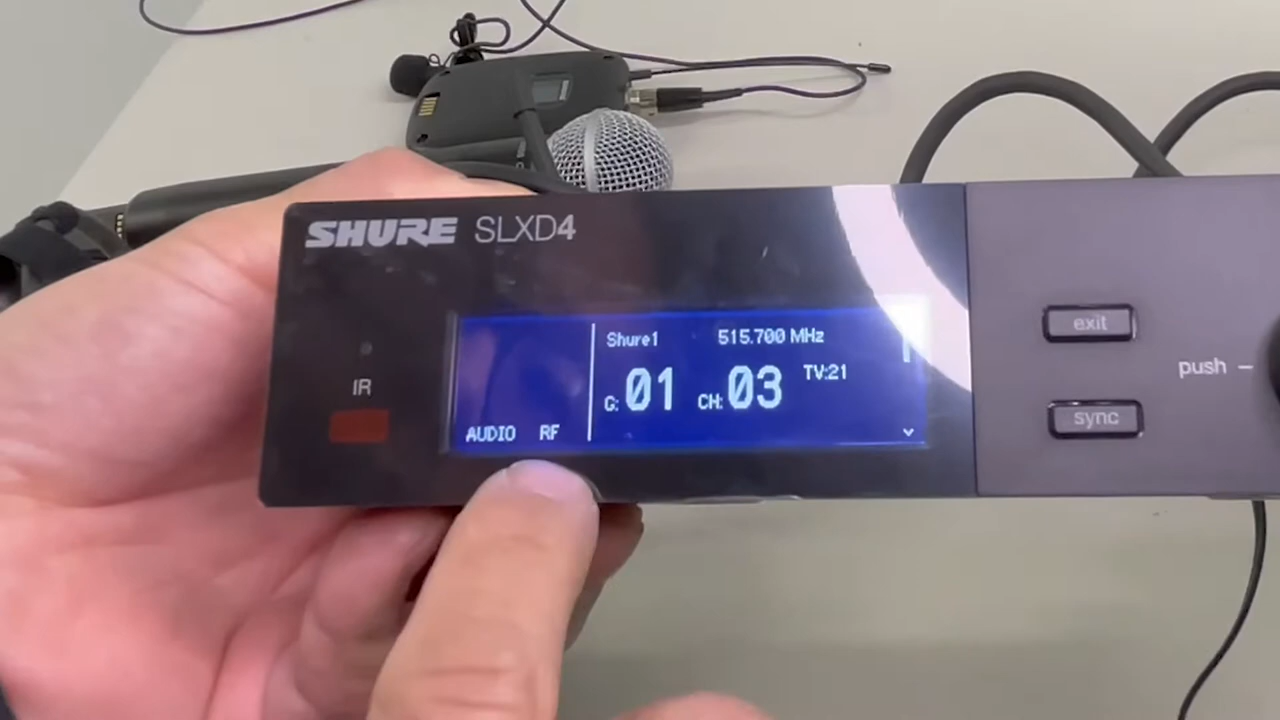 SHURE SLXD4
IR
Shure1 515.700 MHz
G: 01 CH: 03 TV:21
AUDIO RF
exit
push
sync